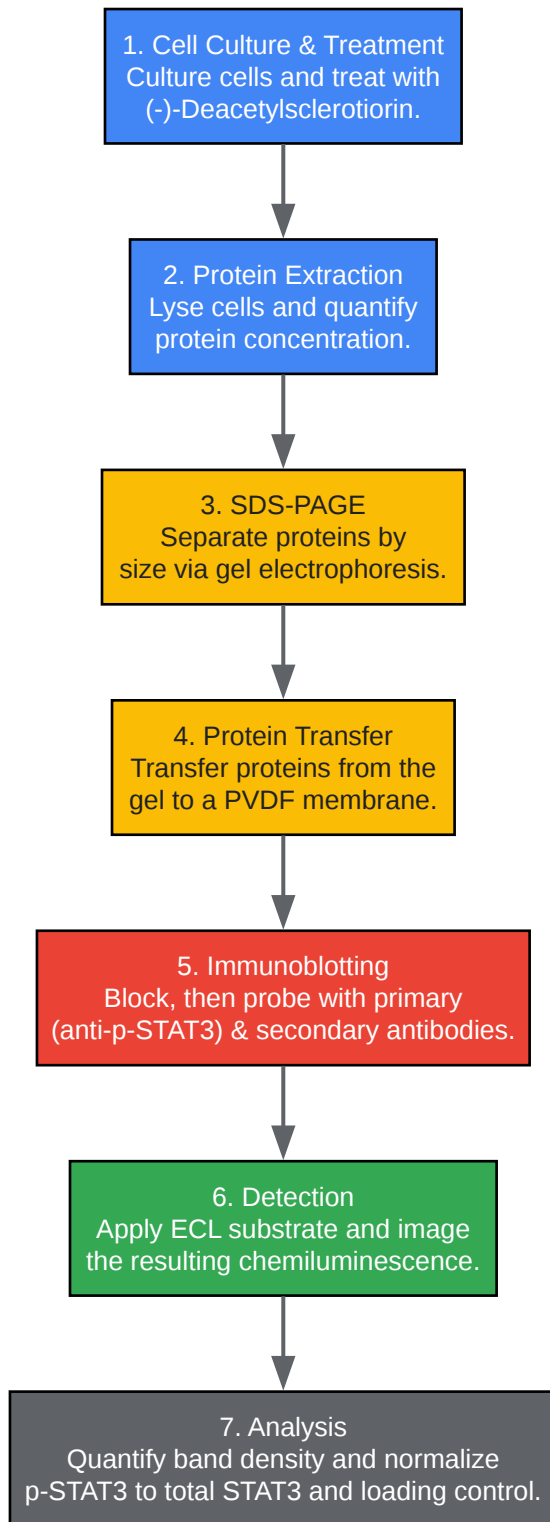 1. Cell Culture & Treatment
Culture cells and treat with
(-)-Deacetylsclerotiorin.
2. Protein Extraction
Lyse cells and quantify
protein concentration.
3. SDS-PAGE
Separate proteins by
size via gel electrophoresis.
4. Protein Transfer
Transfer proteins from the
gel to a PVDF membrane.
5. Immunoblotting
Block, then probe with primary
(anti-p-STAT3) & secondary antibodies.
6. Detection
Apply ECL substrate and image
the resulting chemiluminescence.
7. Analysis
Quantify band density and normalize
p-STAT3 to total STAT3 and loading control.